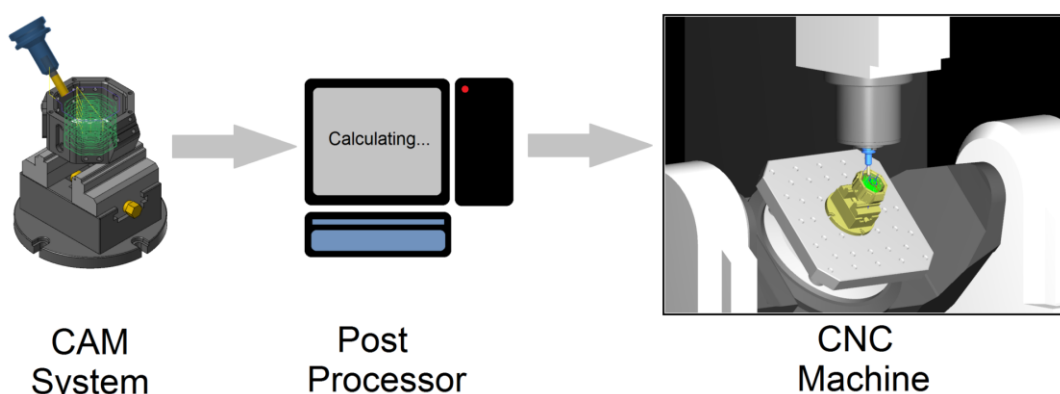 Calculating...
CAM
System
Post
Processor
CNC
Machine